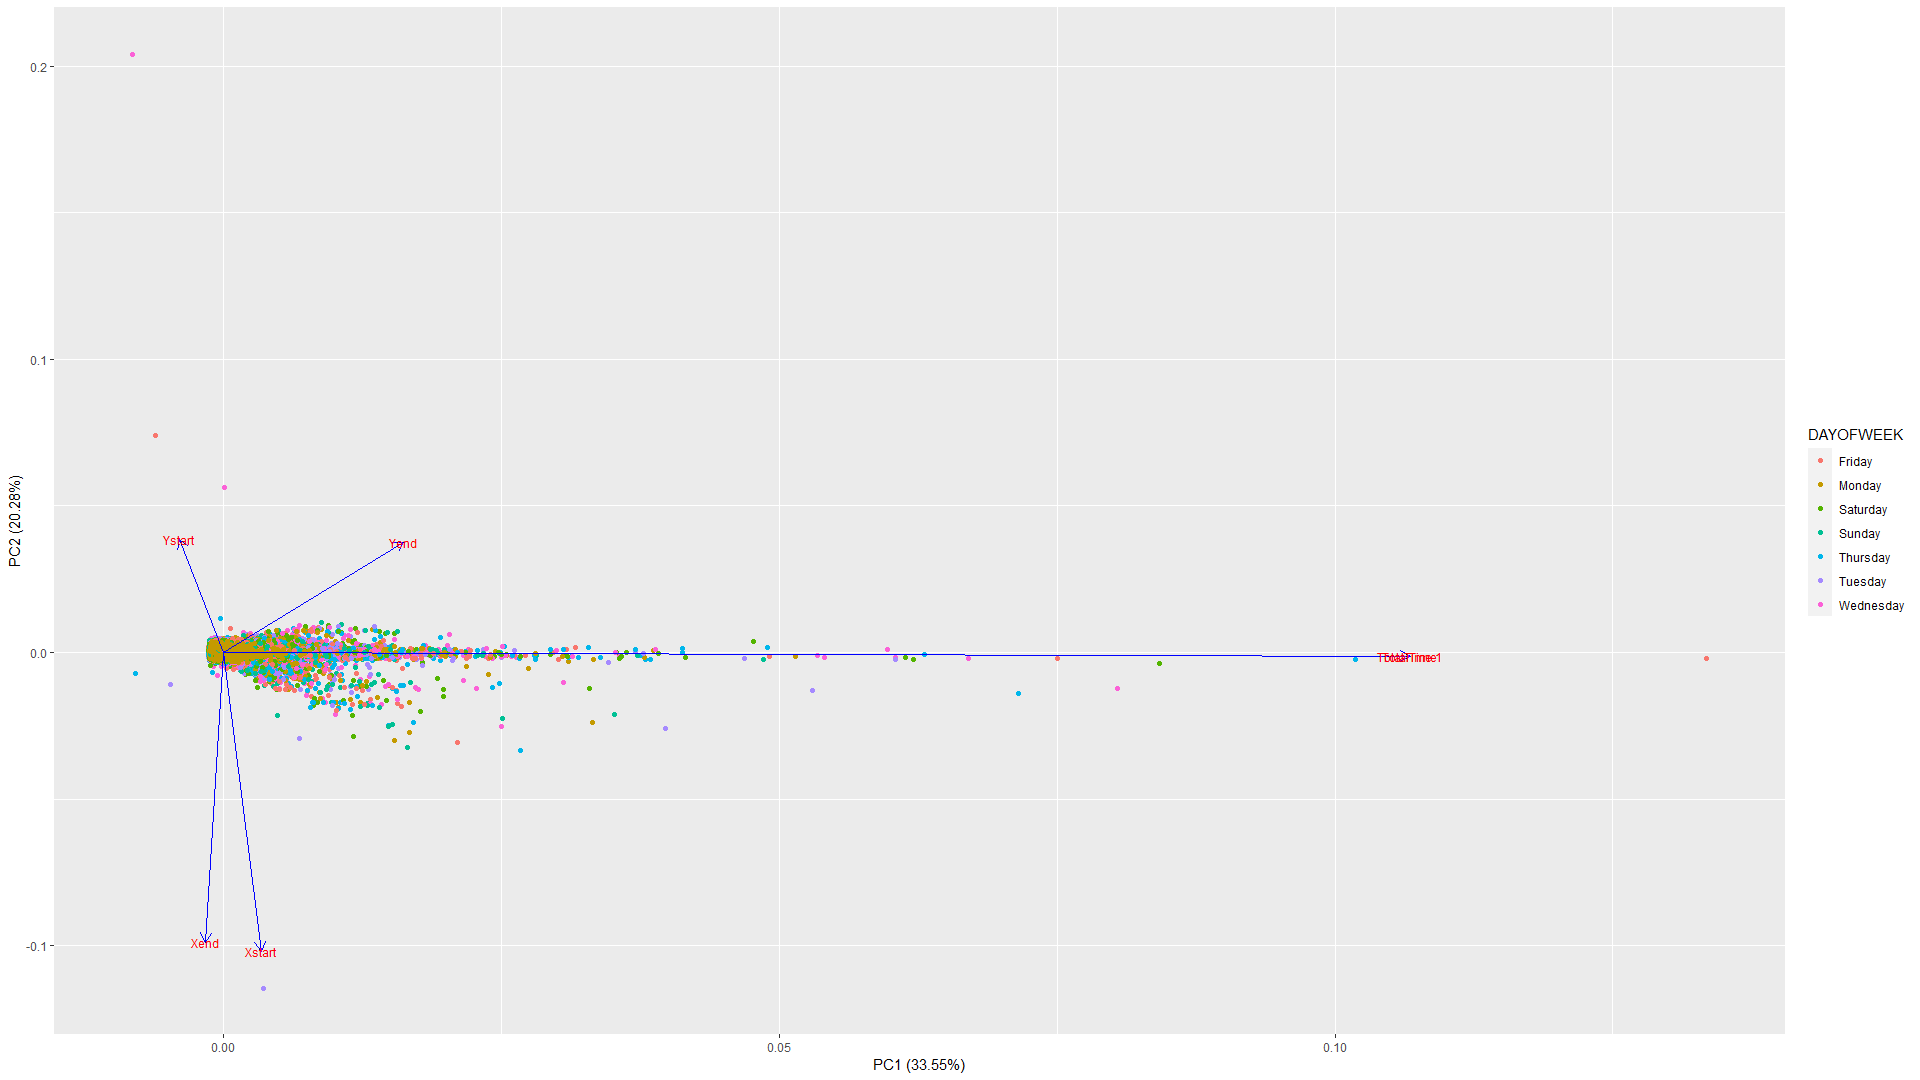 0.2
0.1
0.0
-0.1
PC2 (20.28%)
Ystart
Yend
Xend
Xstart
0.00
0.05
0.10
PC1 (33.55%)
DAYOFWEEK
Friday
Monday
Saturday
Sunday
Thursday
Tuesday
Wednesday